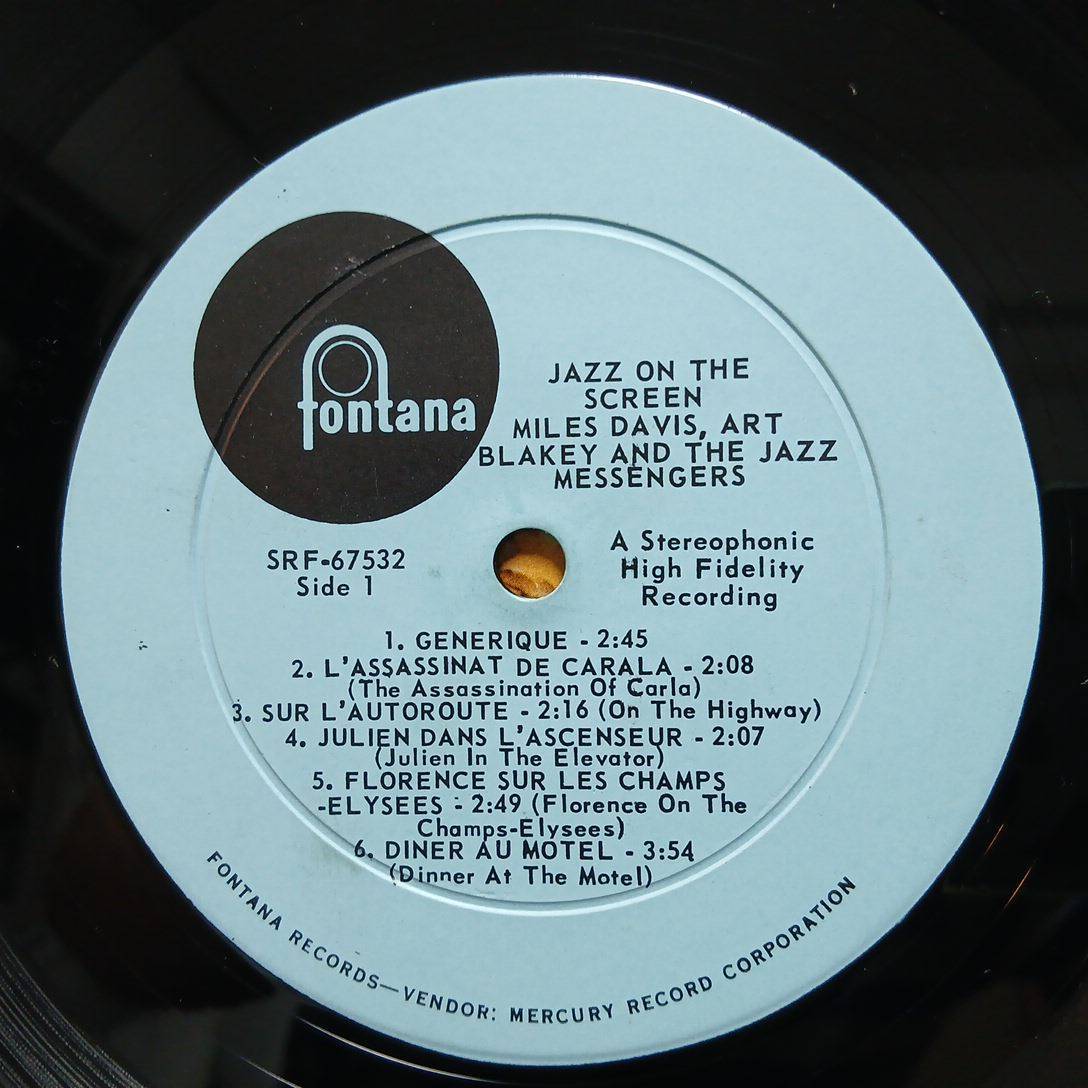 fontana
JAZZ ON THE
SCREEN
MILES DAVIS, ART
BLAKEY AND THE JAZZ
MESSENGERS
SRF-67532
Side 1
A Stereophonic
High Fidelity
Recording
1. GENERIQUE - 2:45
2. L'ASSASSINAT DE CARALA - 2:08
(The Assassination Of Carla)
3. SUR L'AUTOROUTE - 2:16 (On The Highway)
4. JULIEN DANS L'ASCENSEUR - 2:07
(Julien In The Elevator)
5. FLORENCE SUR LES CHAMPS
-ELYSEES - 2:49 (Florence On The
Champs-Elysees)
6. DINER AU MOTEL - 3:54
(Dinner At The Motel)
FONTANA RECORDS—VENDOR: MERCURY RECORD CORPORATION